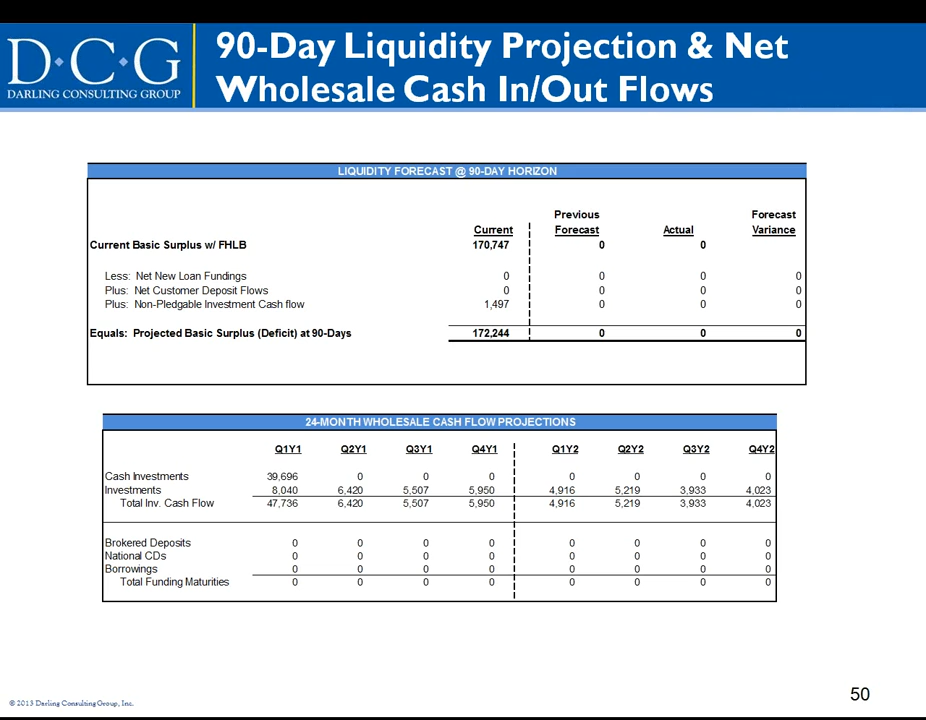 D·C·G
DARLING CONSULTING GROUP
90-Day Liquidity Projection & Net
Wholesale Cash In/Out Flows
LIQUIDITY FORECAST @ 90-DAY HORIZON
Previous Forecast
Current Forecast Actual Variance
Current Basic Surplus w/ FHLB 170,747 0 0
Less: Net New Loan Fundings 0 0 0 0
Plus: Net Customer Deposit Flows 0 0 0 0
Plus: Non-Pledgable Investment Cash flow 1,497 0 0 0
Equals: Projected Basic Surplus (Deficit) at 90-Days 172,244 0 0 0
24-MONTH WHOLESALE CASH FLOW PROJECTIONS
Q1Y1 Q2Y1 Q3Y1 Q4Y1 Q1Y2 Q2Y2 Q3Y2 Q4Y2
Cash Investments 39,696 0 0 0 0 0 0 0
Investments 8,040 6,420 5,507 5,950 4,916 5,219 3,933 4,023
Total Inv. Cash Flow 47,736 6,420 5,507 5,950 4,916 5,219 3,933 4,023
Brokered Deposits 0 0 0 0 0 0 0 0
National CDs 0 0 0 0 0 0 0 0
Borrowings 0 0 0 0 0 0 0 0
Total Funding Maturities 0 0 0 0 0 0 0 0
© 2013 Darling Consulting Group, Inc.
50